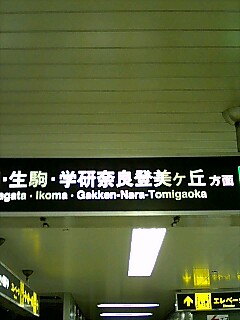 ・生駒・学研奈良登美ヶ丘 方面
egata · Ikoma · Gakken-Nara-Tomigaoka
エレベー